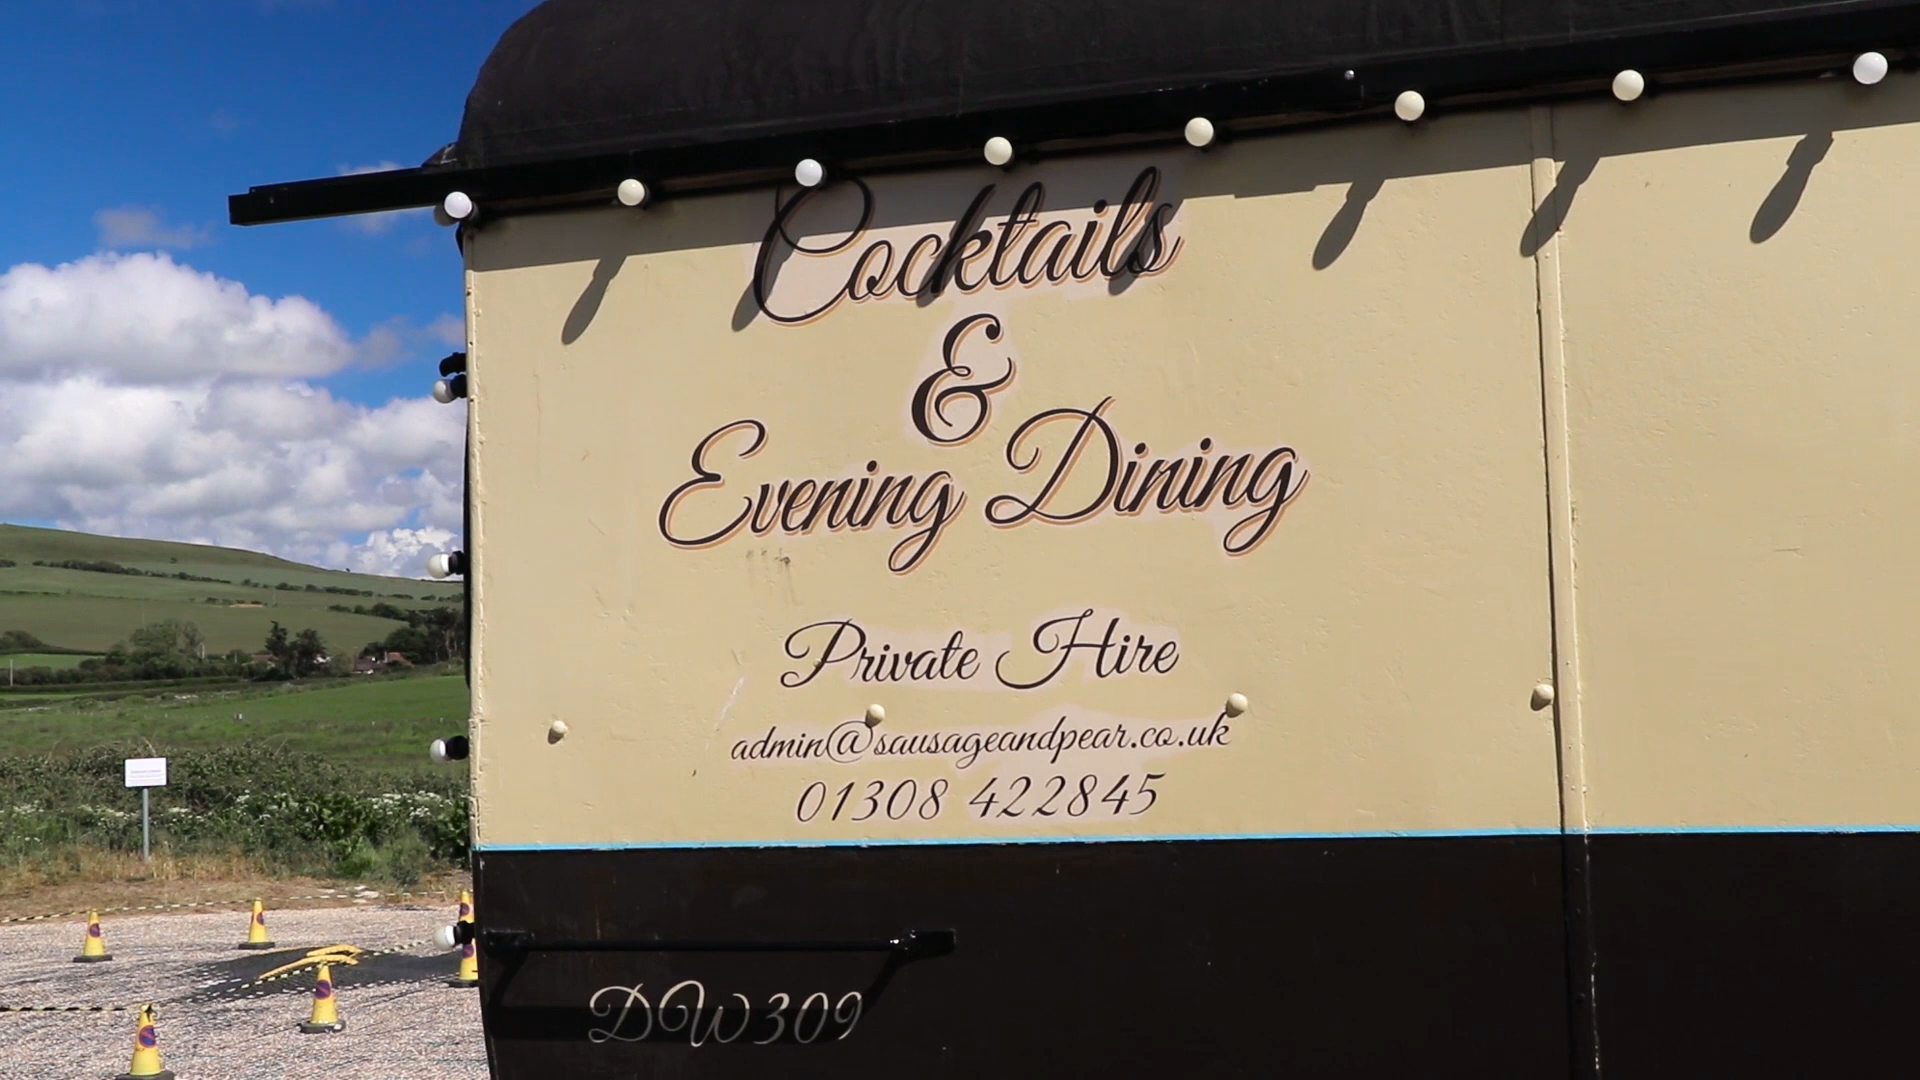 Cocktails
&
Evening Dining
Private Hire
admin@sausageandpear.co.uk
01308 422845
DW309